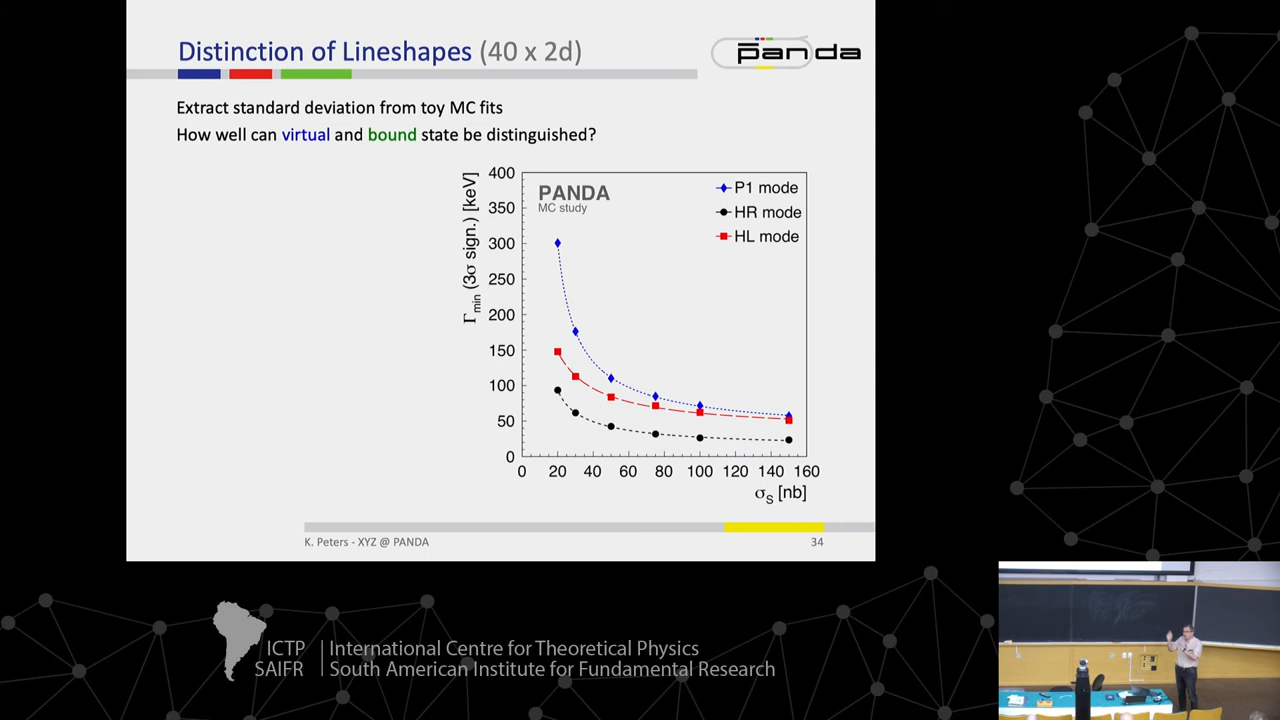 Distinction of Lineshapes (40 x 2d)
panda
Extract standard deviation from toy MC fits
How well can virtual and bound state be distinguished?
PANDA
MC study
P1 mode
HR mode
HL mode
Γmin (3σ sign.) [keV]
400
350
300
250
200
150
100
50
0
0 20 40 60 80 100 120 140 160
σS [nb]
K. Peters - XYZ @ PANDA
34
ICTP International Centre for Theoretical Physics
SAIFR South American Institute for Fundamental Research